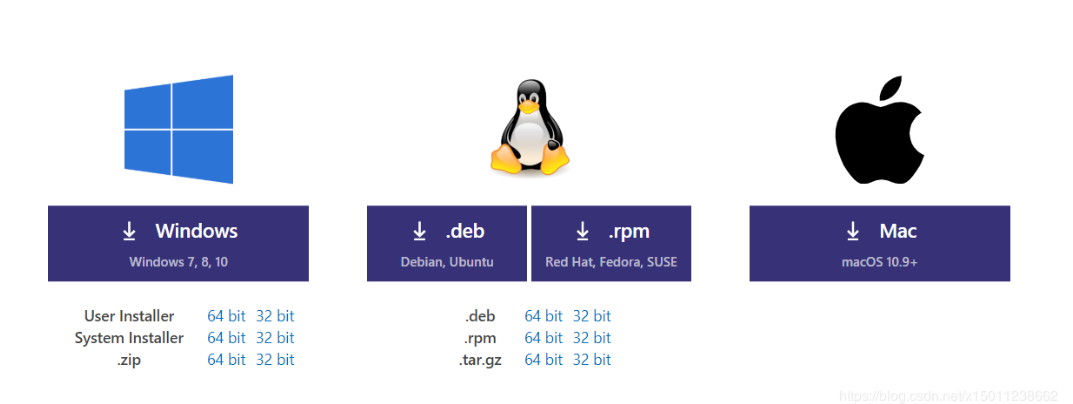 Windows
Windows 7, 8, 10
.deb
Debian, Ubuntu
.rpm
Red Hat, Fedora, SUSE
Mac
macOS 10.9+
User Installer 64 bit 32 bit
System Installer 64 bit 32 bit
.zip 64 bit 32 bit
.deb 64 bit 32 bit
.rpm 64 bit 32 bit
.tar.gz 64 bit 32 bit
https://blog.csdn.net/x15011238662